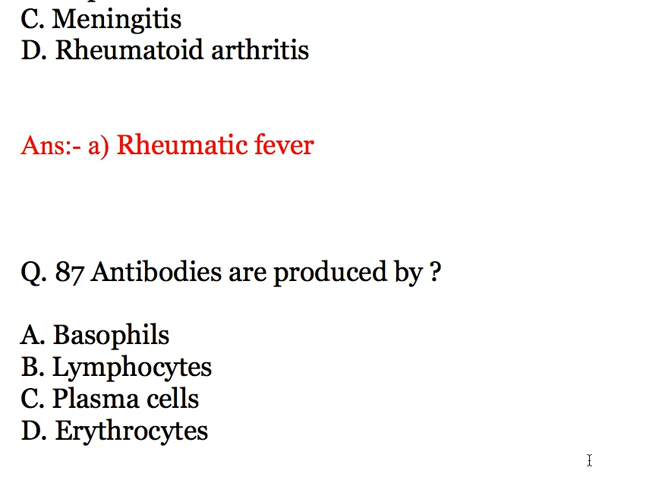 C. Meningitis
D. Rheumatoid arthritis
Ans:- a) Rheumatic fever
Q. 87 Antibodies are produced by ?
A. Basophils
B. Lymphocytes
C. Plasma cells
D. Erythrocytes